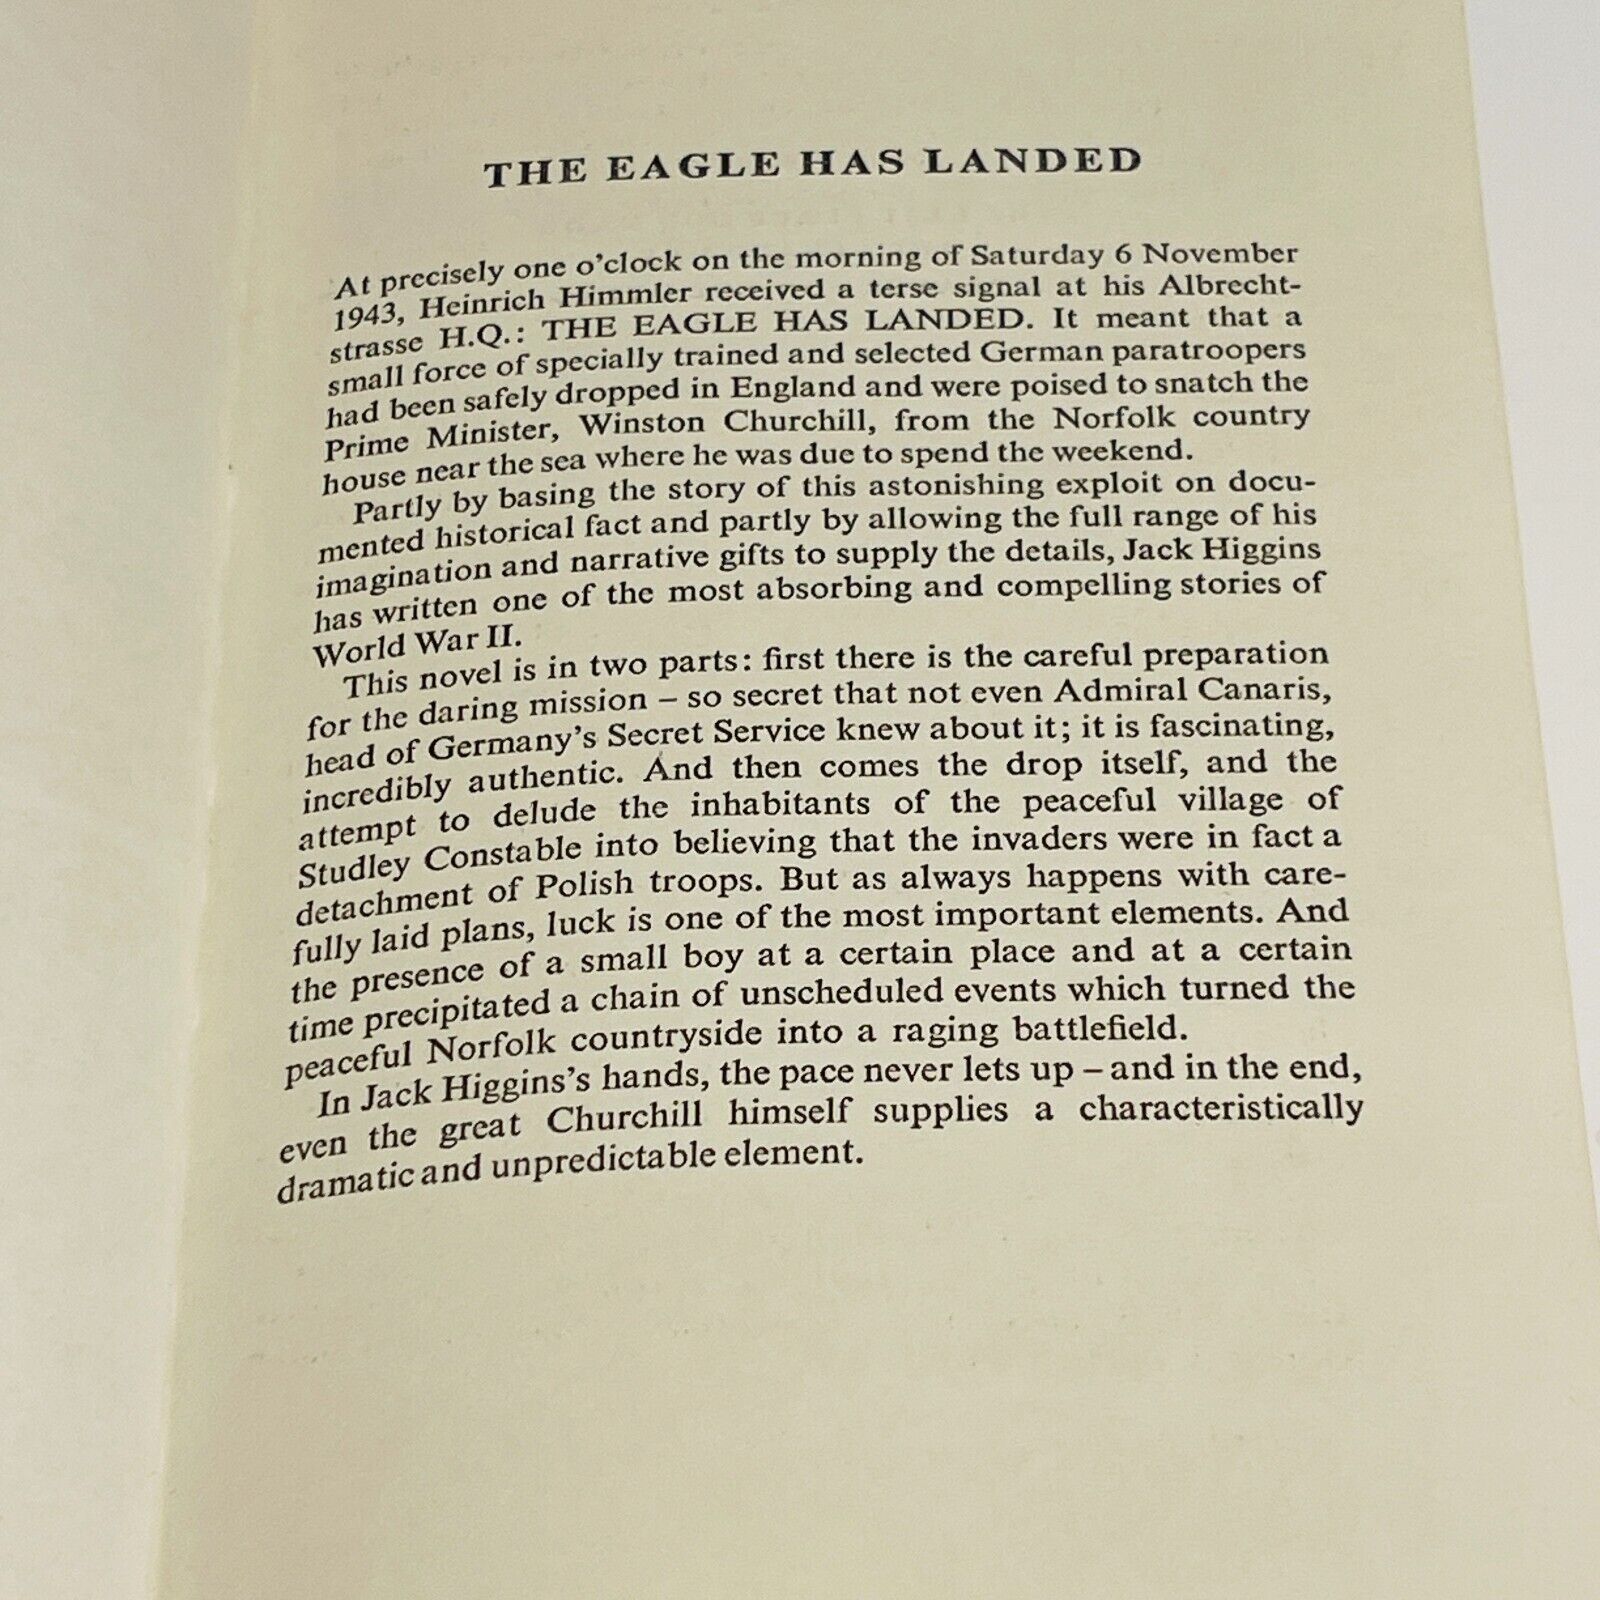 THE EAGLE HAS LANDED
At precisely one o'clock on the morning of Saturday 6 November
1943, Heinrich Himmler received a terse signal at his Albrecht-
strasse H.Q.: THE EAGLE HAS LANDED. It meant that a
small force of specially trained and selected German paratroopers
had been safely dropped in England and were poised to snatch the
Prime Minister, Winston Churchill, from the Norfolk country
house near the sea where he was due to spend the weekend.
Partly by basing the story of this astonishing exploit on docu-
mented historical fact and partly by allowing the full range of his
imagination and narrative gifts to supply the details, Jack Higgins
has written one of the most absorbing and compelling stories of
World War II.
This novel is in two parts: first there is the careful preparation
for the daring mission – so secret that not even Admiral Canaris,
head of Germany's Secret Service knew about it; it is fascinating,
incredibly authentic. And then comes the drop itself, and the
attempt to delude the inhabitants of the peaceful village of
Studley Constable into believing that the invaders were in fact a
detachment of Polish troops. But as always happens with care-
fully laid plans, luck is one of the most important elements. And
the presence of a small boy at a certain place and at a certain
time precipitated a chain of unscheduled events which turned the
peaceful Norfolk countryside into a raging battlefield.
In Jack Higgins's hands, the pace never lets up – and in the end,
even the great Churchill himself supplies a characteristically
dramatic and unpredictable element.